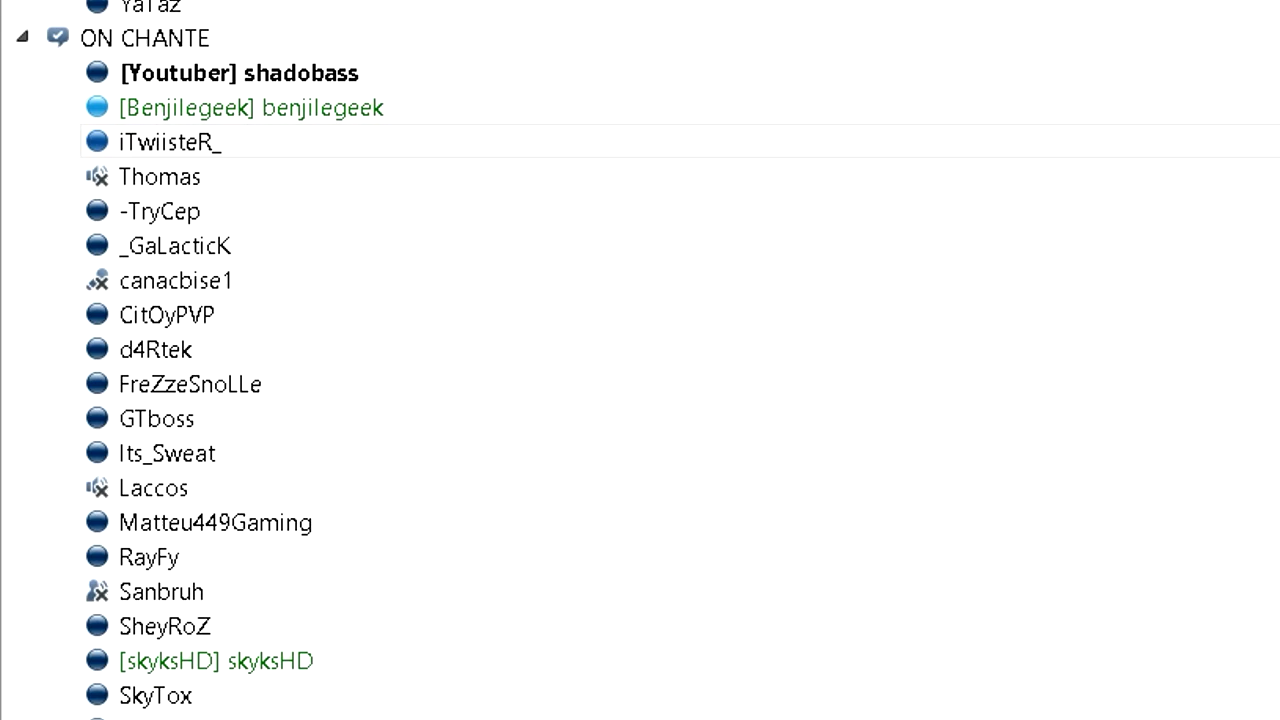 YaTaz
ON CHANTE
[Youtuber] shadobass
[Benjilegeek] benjilegeek
iTwiisteR_
Thomas
-TryCep
_GaLacticK
canacbise1
CitOyPVP
d4Rtek
FreZzeSnoLLe
GTboss
Its_Sweat
Laccos
Matteu449Gaming
RayFy
Sanbruh
SheyRoZ
[skyksHD] skyksHD
SkyTox